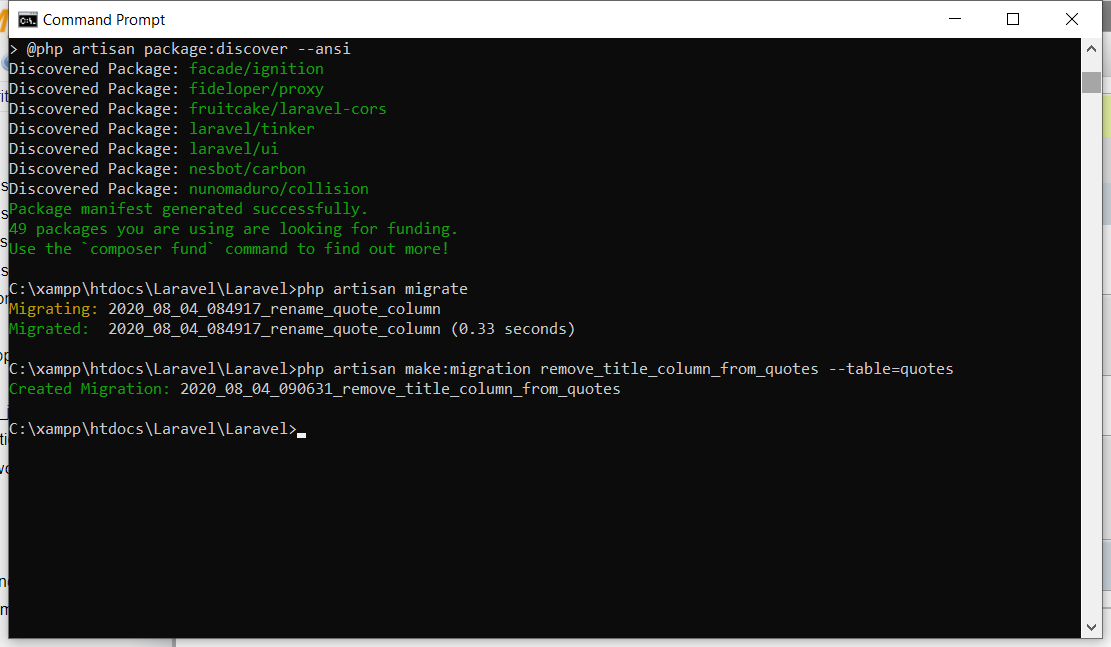 Command Prompt
> @php artisan package:discover --ansi
Discovered Package: facade/ignition
Discovered Package: fideloper/proxy
Discovered Package: fruitcake/laravel-cors
Discovered Package: laravel/tinker
Discovered Package: laravel/ui
Discovered Package: nesbot/carbon
Discovered Package: nunomaduro/collision
Package manifest generated successfully.
49 packages you are using are looking for funding.
Use the `composer fund` command to find out more!
C:\xampp\htdocs\Laravel\Laravel>php artisan migrate
Migrating: 2020_08_04_084917_rename_quote_column
Migrated:  2020_08_04_084917_rename_quote_column (0.33 seconds)
C:\xampp\htdocs\Laravel\Laravel>php artisan make:migration remove_title_column_from_quotes --table=quotes
Created Migration: 2020_08_04_090631_remove_title_column_from_quotes
C:\xampp\htdocs\Laravel\Laravel>